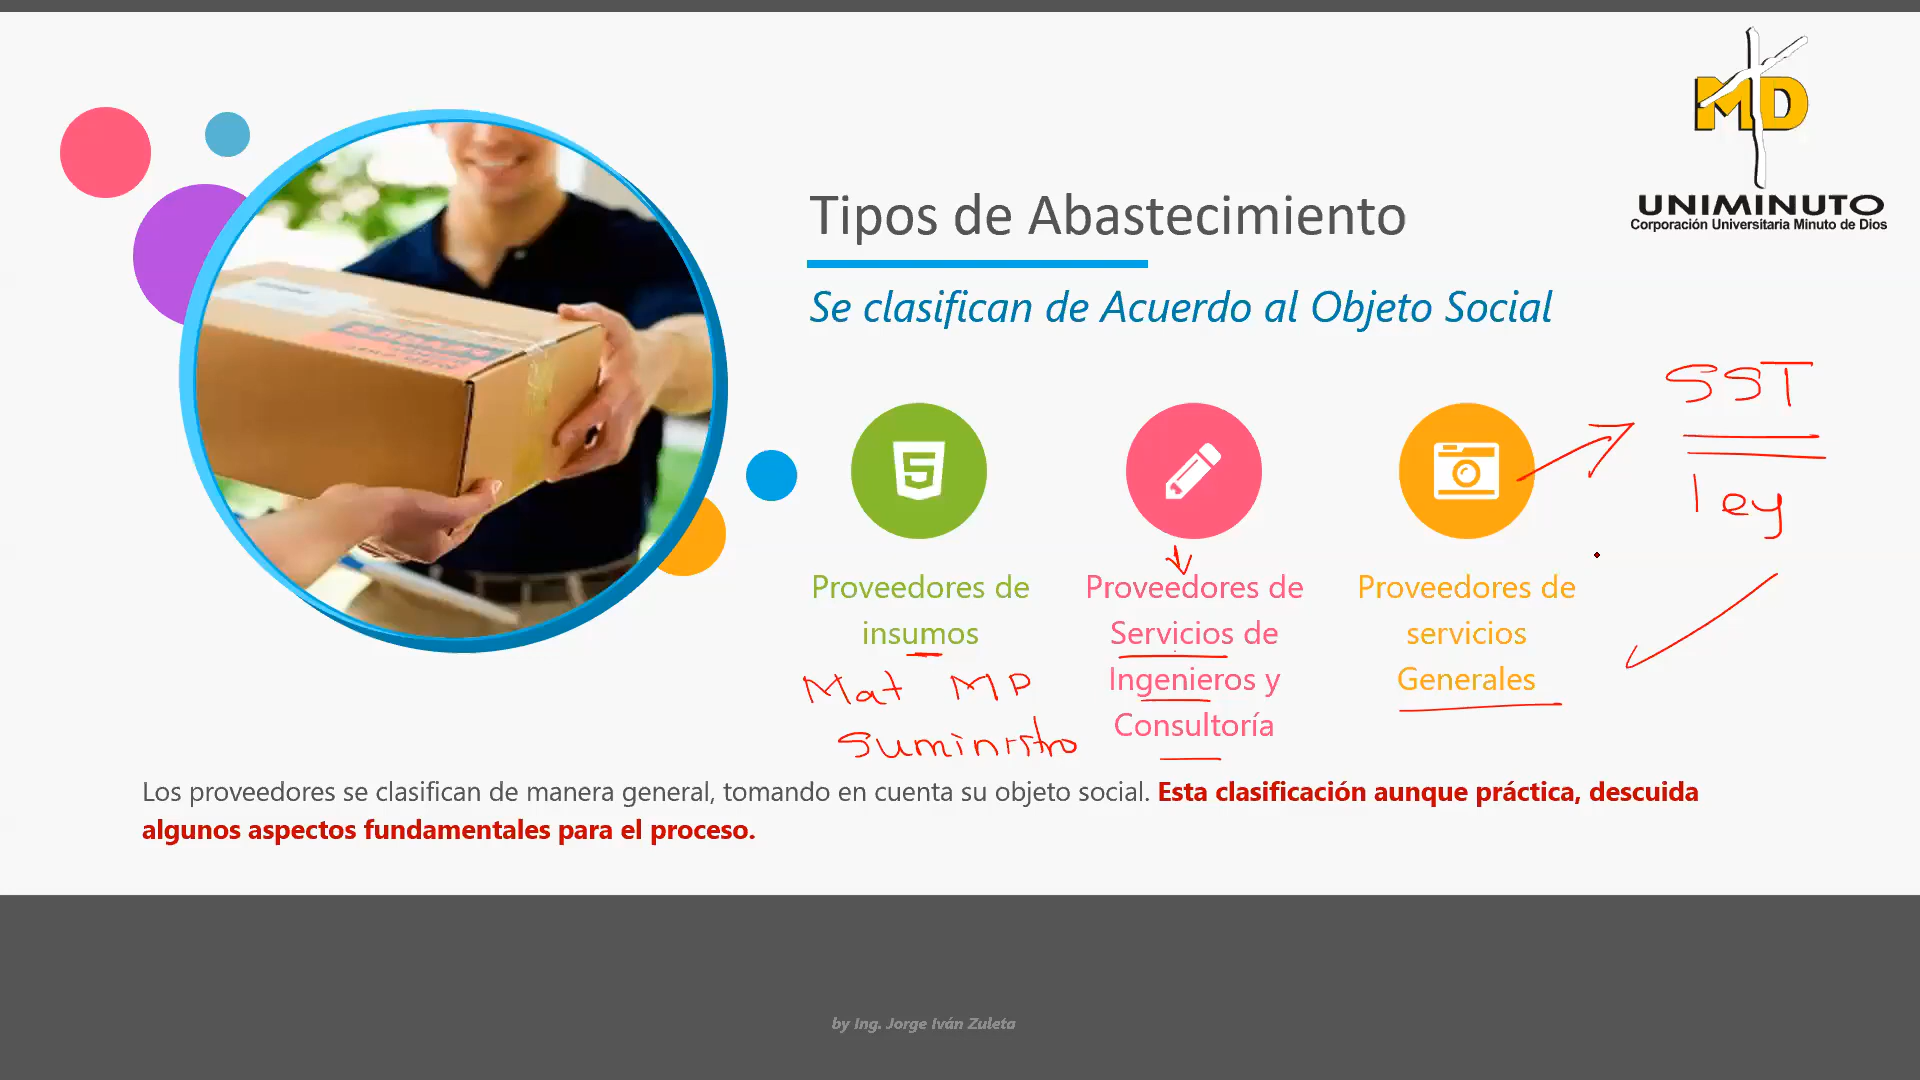 MD
UNIMINUTO
Corporación Universitaria Minuto de Dios
Tipos de Abastecimiento
Se clasifican de Acuerdo al Objeto Social
SST
ley
5
Proveedores de
insumos
Mat MP
Suministro
Proveedores de
Servicios de
Ingenieros y
Consultoría
Proveedores de
servicios
Generales
Los proveedores se clasifican de manera general, tomando en cuenta su objeto social. Esta clasificación aunque práctica, descuida
algunos aspectos fundamentales para el proceso.
by Ing. Jorge Iván Zuleta